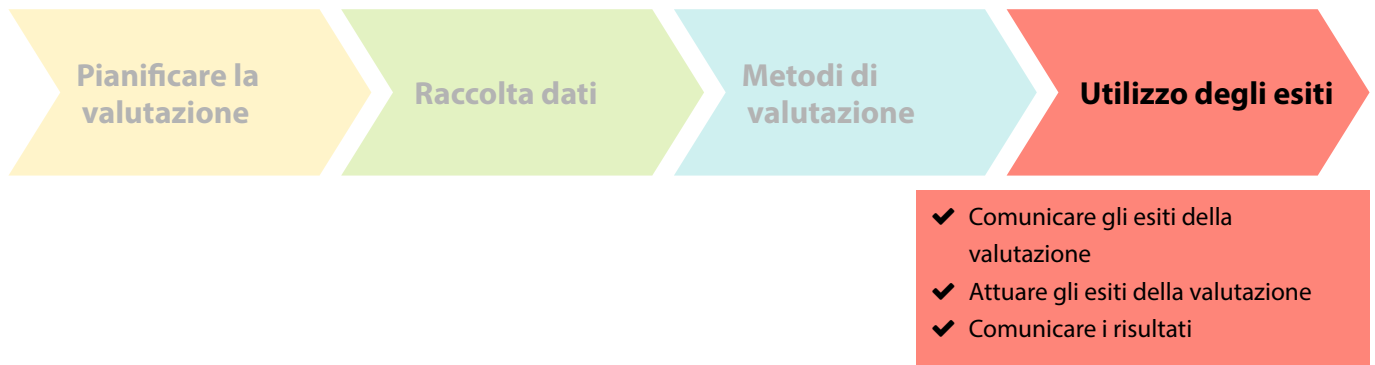 Pianificare la
valutazione
Raccolta dati
Metodi di
valutazione
Utilizzo degli esiti
✔ Comunicare gli esiti della
valutazione
✔ Attuare gli esiti della valutazione
✔ Comunicare i risultati